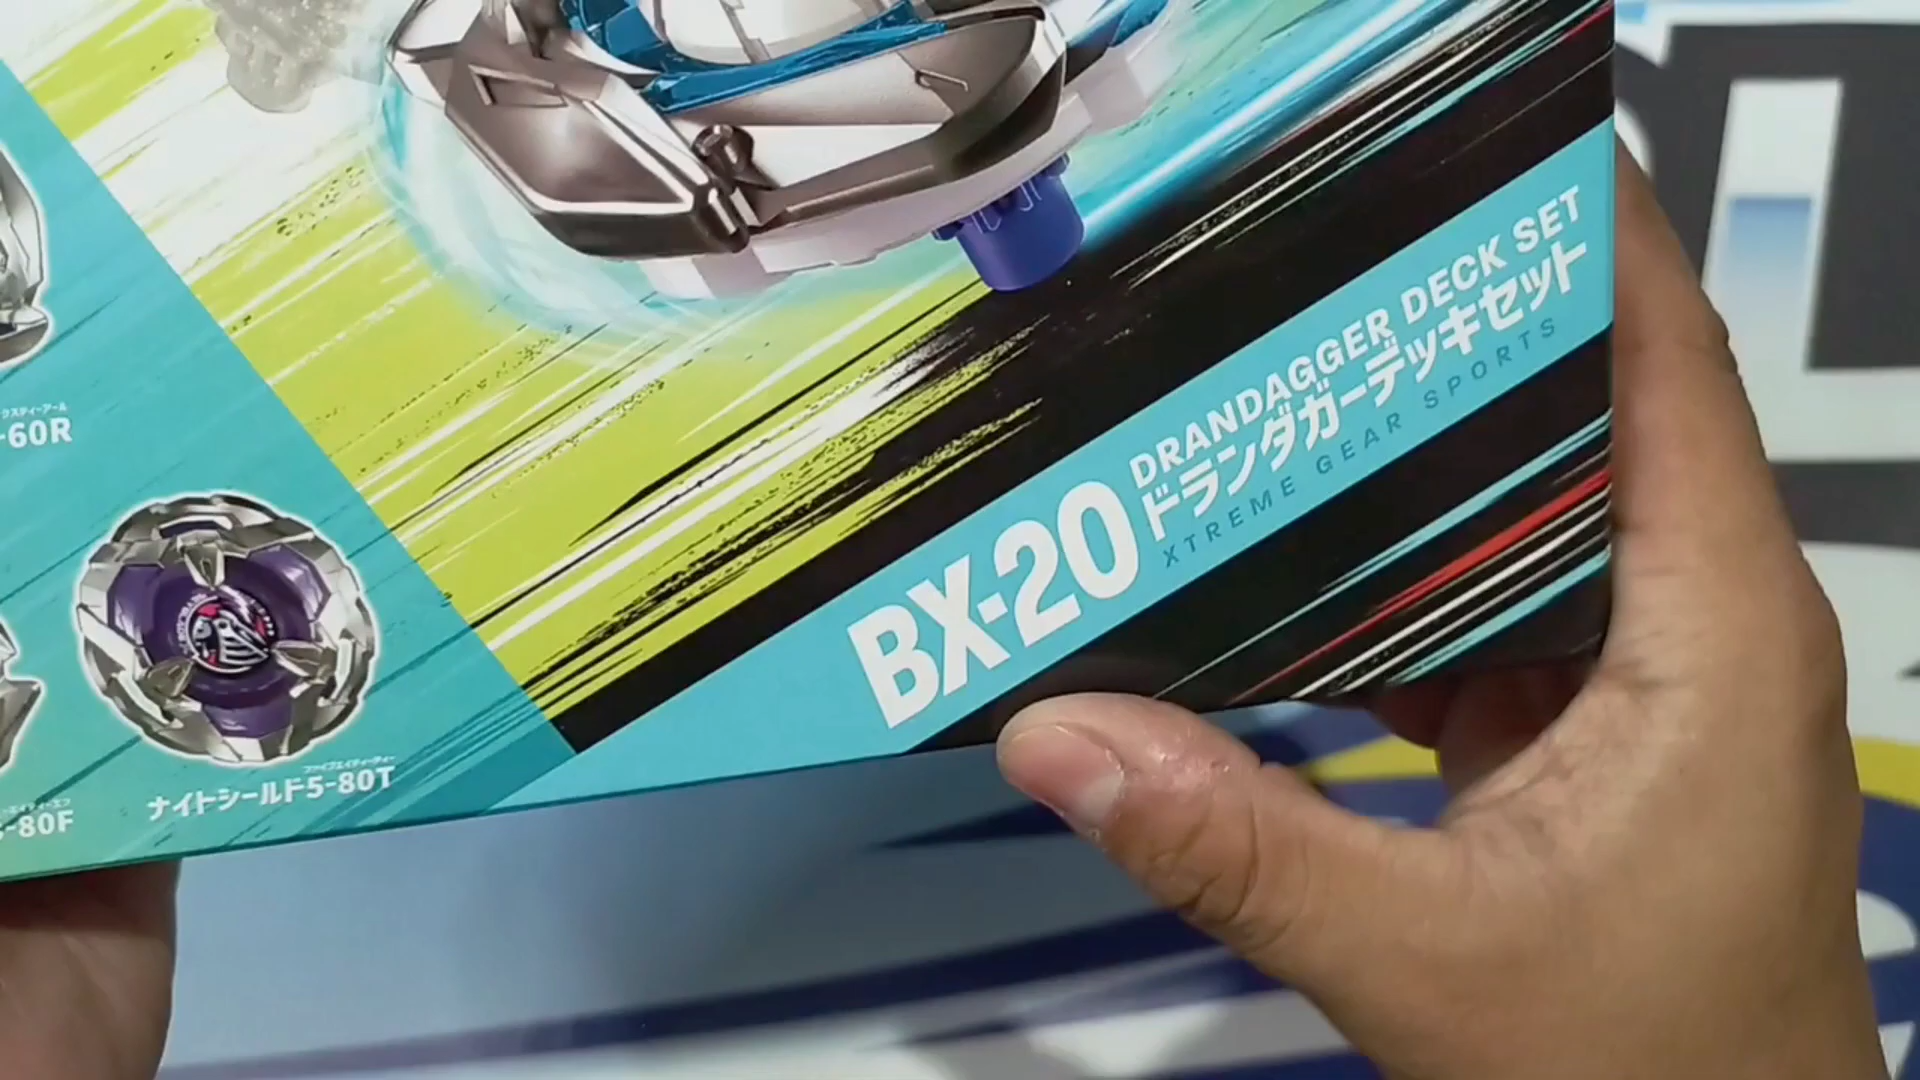 -60R
ナイトシールド5-80T
-80F
BX-20
DRANDAGGER DECK SET
ドランダガーデッキセット
XTREME GEAR SPORTS